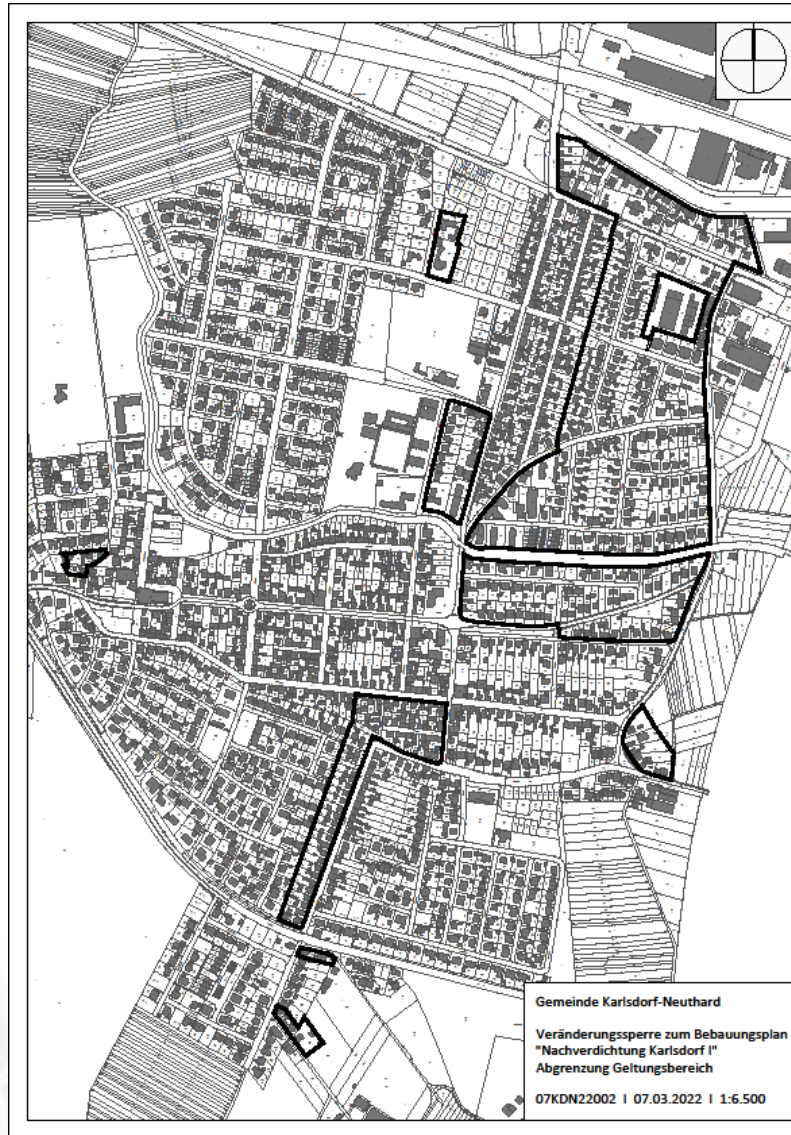 Gemeinde Karlsdorf-Neuthard
Veränderungssperre zum Bebauungsplan
"Nachverdichtung Karlsdorf I"
Abgrenzung Geltungsbereich
07KDN22002 I 07.03.2022 I 1:6.500